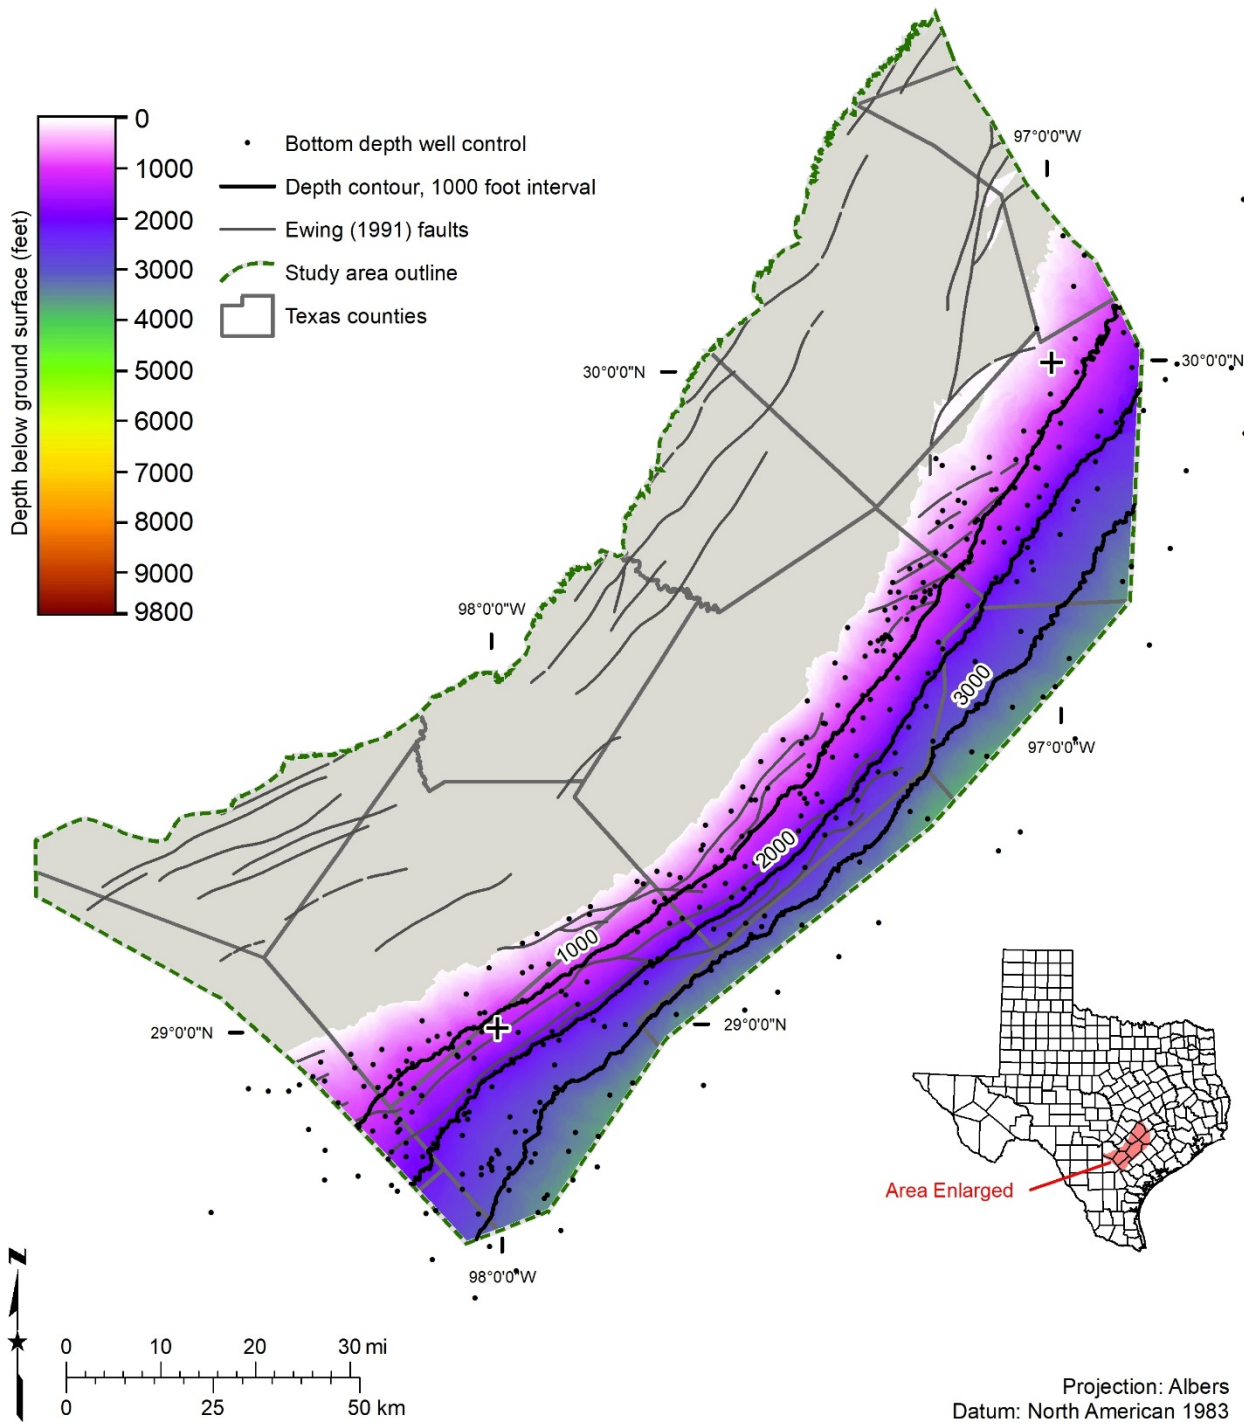 0
1000
2000
3000
4000
5000
6000
7000
8000
9000
9800
Depth below ground surface (feet)
Bottom depth well control
Depth contour, 1000 foot interval
Ewing (1991) faults
Study area outline
Texas counties
97°0'0"W
30°0'0"N
30°0'0"N
98°0'0"W
3000
97°0'0"W
2000
1000
29°0'0"N
29°0'0"N
98°0'0"W
Area Enlarged
N
0 10 20 30 mi
0 25 50 km
Projection: Albers
Datum: North American 1983